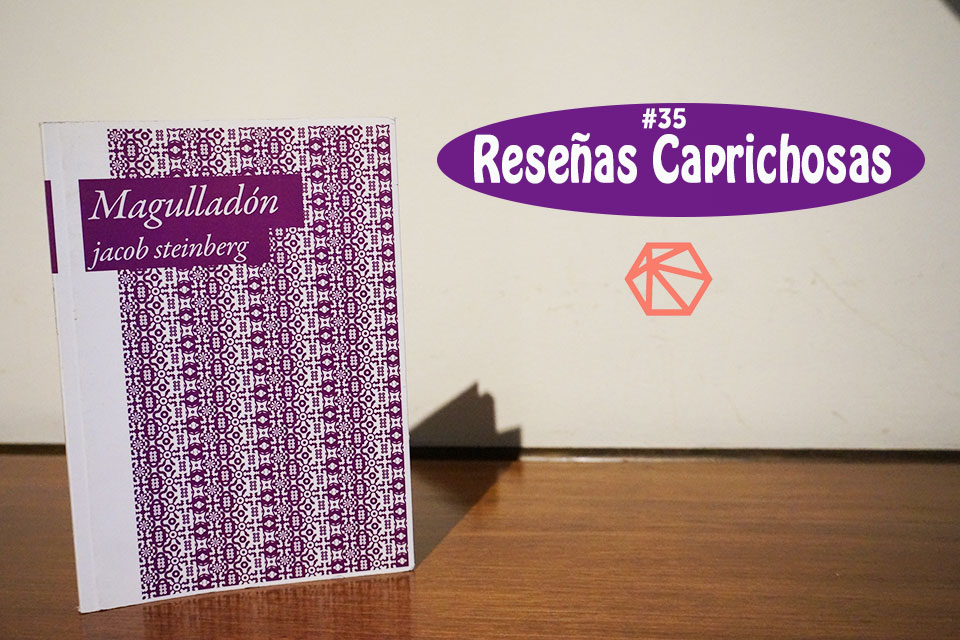 Magulladón
jacob steinberg
#35
Reseñas Caprichosas